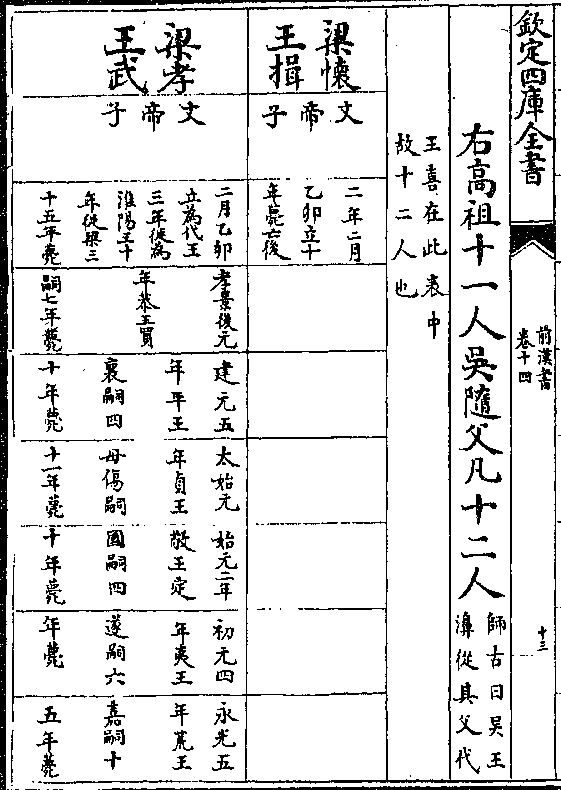 欽定四庫全書
前漢書
卷十四
十三
右高祖十一人吳隨父凡十二人
師古曰吳王
濞從其父代
王喜在此表中
故十二人也
梁懷
王揖
文帝子
二年二月
乙卯立十
年薨亡後
梁孝
王武
文帝子
二月乙卯
立為代王
三年徙為
淮陽王十
年徙梁三
十五年薨
孝景後元
年恭王買
嗣七年薨
建元五
年平王
襄嗣四
十年薨
太始元
年貞王
毋傷嗣
十一年薨
始元二年
敬王定
國嗣四
十年薨
初元四
年夷王
遂嗣六
年薨
永光五
年荒王
嘉嗣十
五年薨